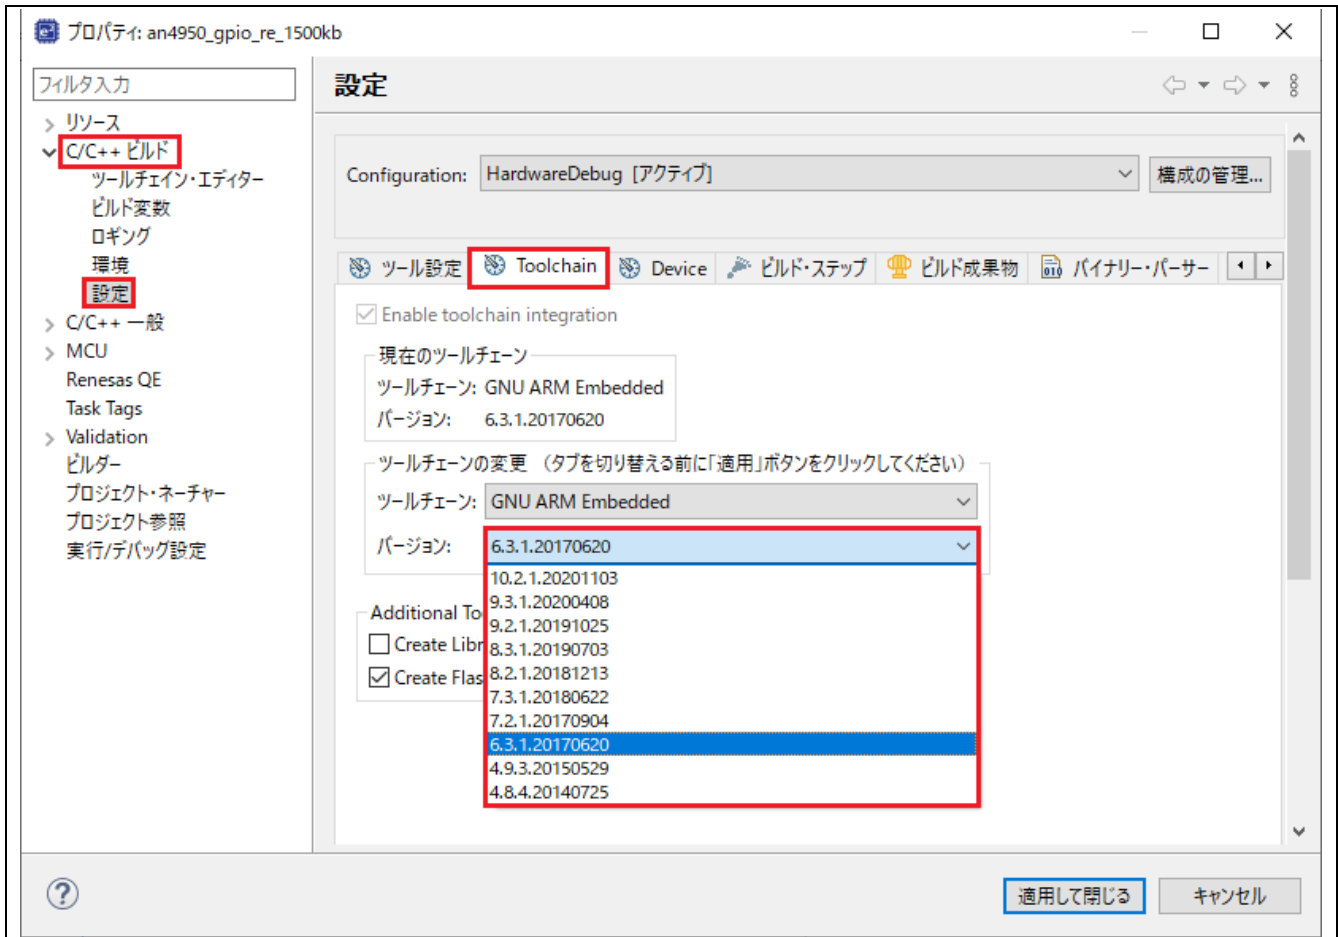 プロパティ: an4950_gpio_re_1500kb
フィルタ入力
リソース
C/C++ ビルド
ツールチェイン・エディター
ビルド変数
ロギング
環境
設定
C/C++ 一般
MCU
Renesas QE
Task Tags
Validation
ビルダー
プロジェクト・ネーチャー
プロジェクト参照
実行/デバッグ設定
設定
Configuration: HardwareDebug [アクティブ] 構成の管理...
ツール設定 Toolchain Device ビルド・ステップ ビルド成果物 バイナリー・パーサー
Enable toolchain integration
現在のツールチェーン
ツールチェーン: GNU ARM Embedded
バージョン: 6.3.1.20170620
ツールチェーンの変更 （タブを切り替える前に「適用」ボタンをクリックしてください）
ツールチェーン: GNU ARM Embedded
バージョン: 6.3.1.20170620
10.2.1.20201103
9.3.1.20200408
9.2.1.20191025
8.3.1.20190703
8.2.1.20181213
7.3.1.20180622
7.2.1.20170904
6.3.1.20170620
4.9.3.20150529
4.8.4.20140725
Additional
Create
Create
適用して閉じる キャンセル